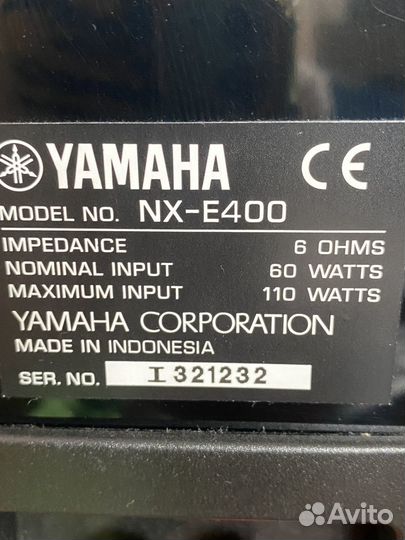 YAMAHA CE
MODEL NO. NX-E400
IMPEDANCE 6 OHMS
NOMINAL INPUT 60 WATTS
MAXIMUM INPUT 110 WATTS
YAMAHA CORPORATION
MADE IN INDONESIA
SER. NO. I 321232
Avito